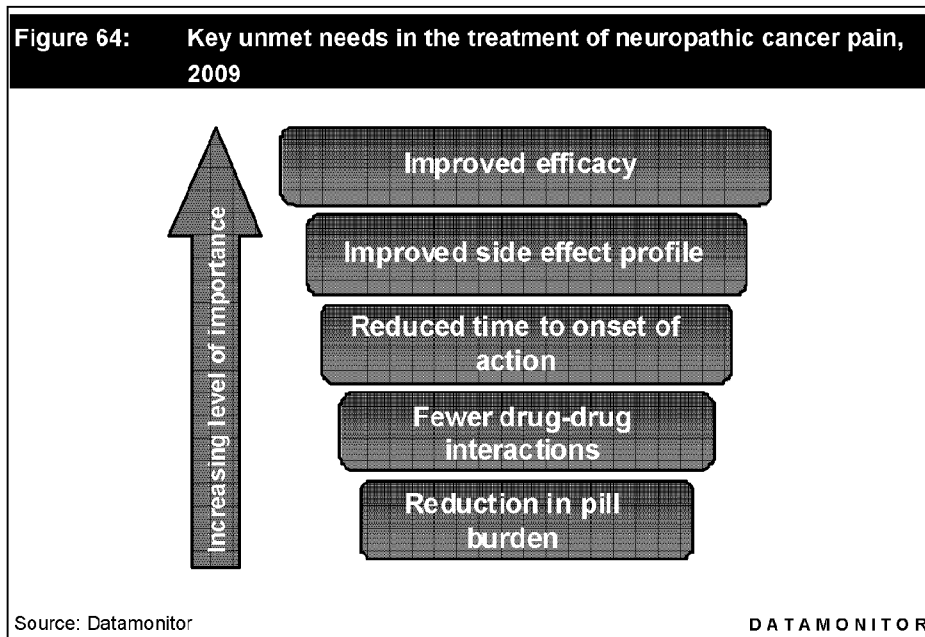 Figure 64: Key unmet needs in the treatment of neuropathic cancer pain,
2009
Increasing level of importance
Improved efficacy
Improved side effect profile
Reduced time to onset of
action
Fewer drug-drug
interactions
Reduction in pill
burden
Source: Datamonitor
DATAMONITOR